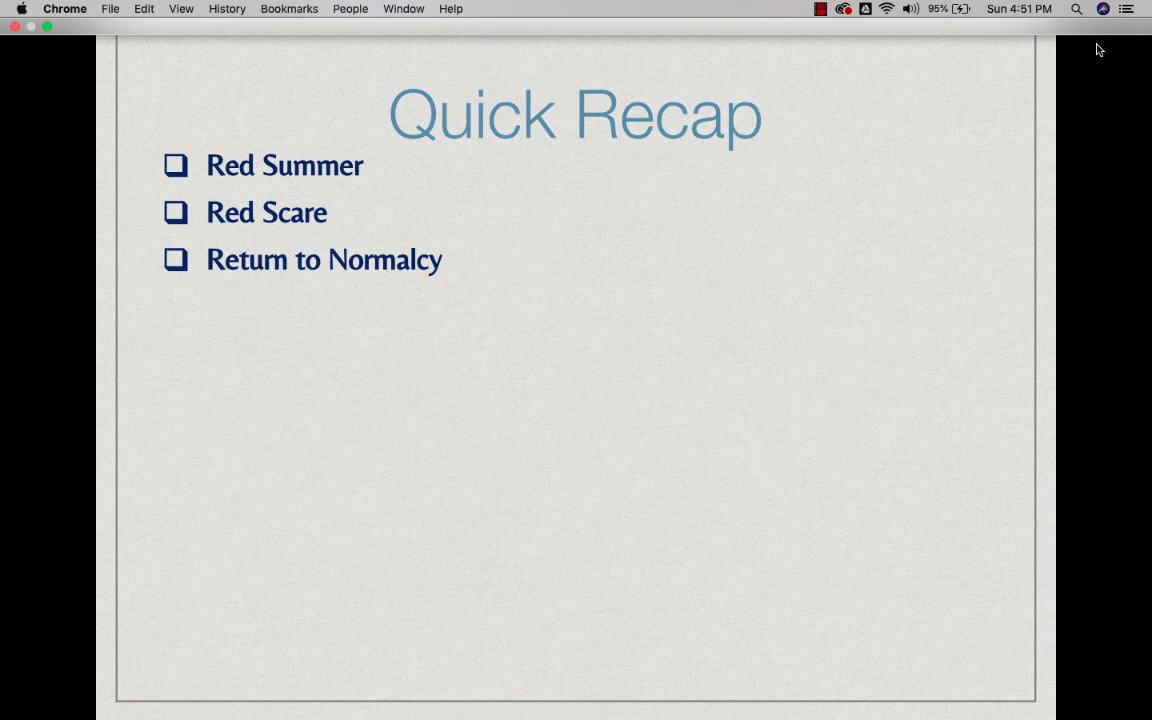 Chrome File Edit View History Bookmarks People Window Help 95% Sun 4:51 PM
Quick Recap
Red Summer
Red Scare
Return to Normalcy